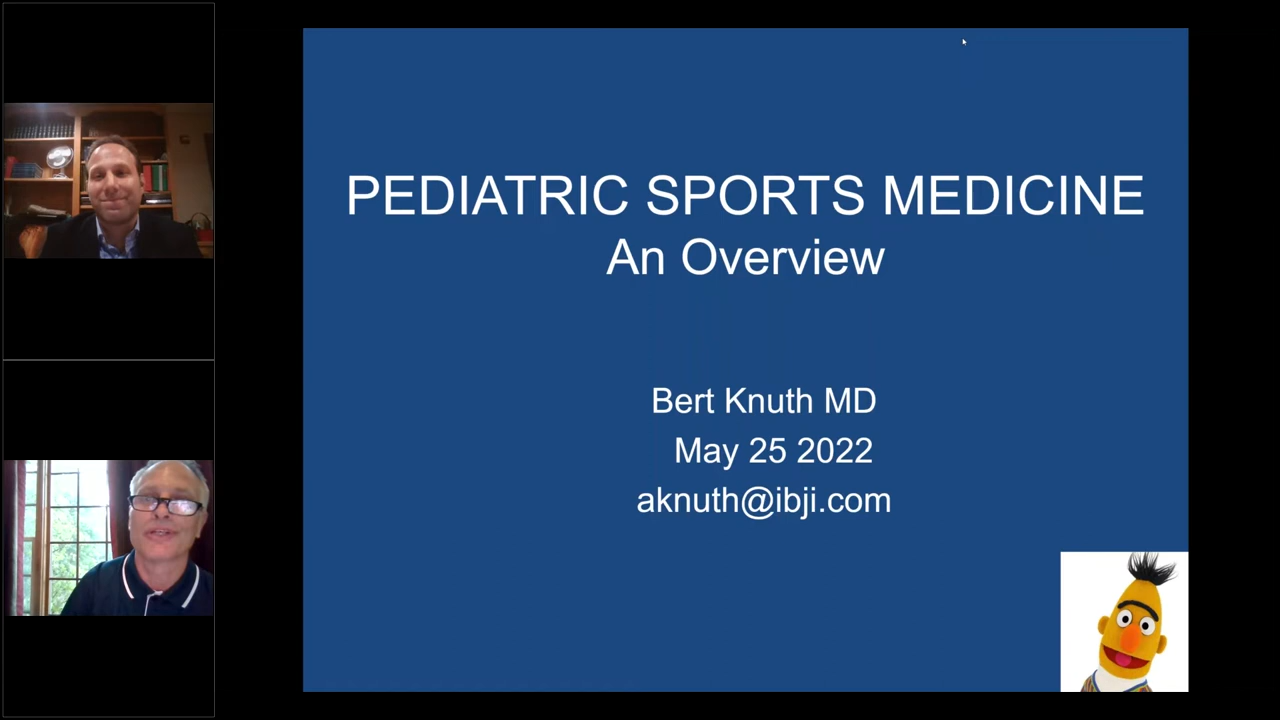 PEDIATRIC SPORTS MEDICINE
An Overview
Bert Knuth MD
May 25 2022
aknuth@ibji.com